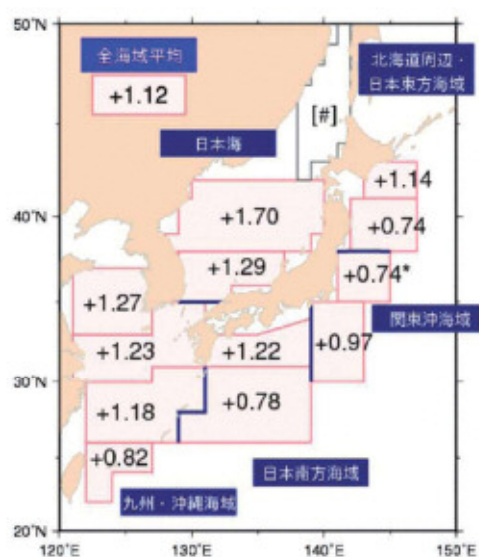 50°N
全海域平均
+1.12
北海道周辺・
日本東方海域
[#]
日本海
+1.14
40°N
+1.70
+0.74
+1.29
+0.74*
+1.27
関東沖海域
+1.23
+1.22
+0.97
30°N
+1.18
+0.78
+0.82
日本南方海域
九州・沖縄海域
20°N
120°E
130°E
140°E
150°E